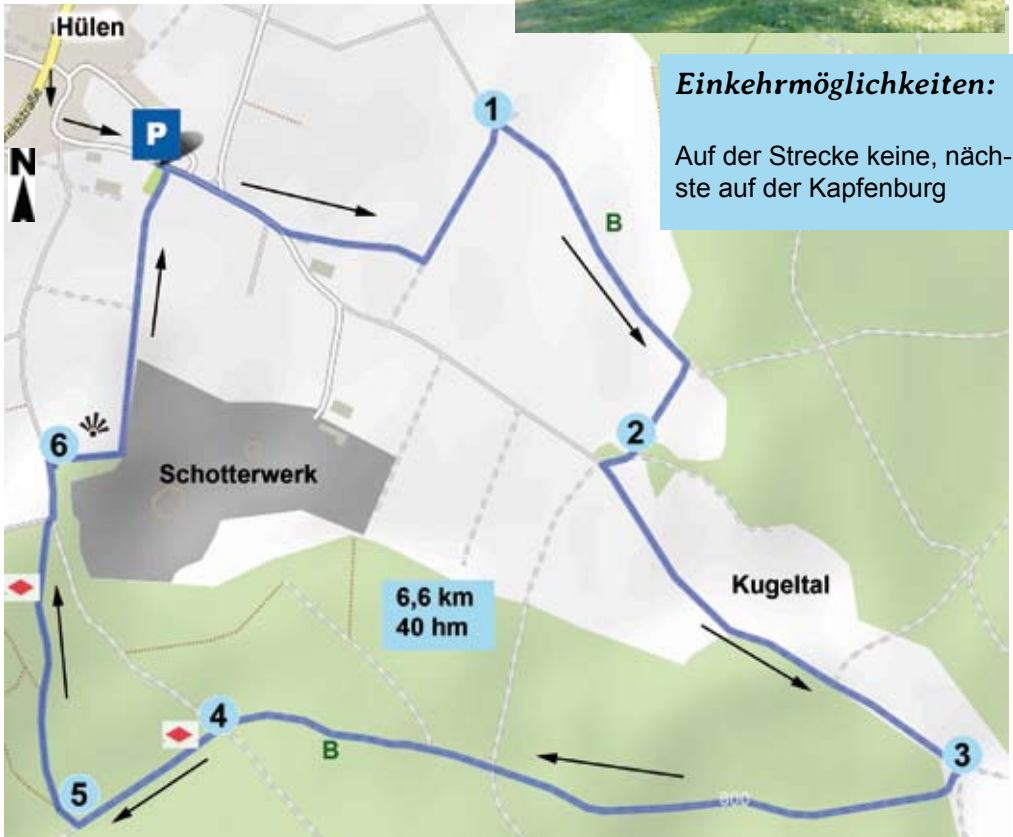 Hülen
P
N
1
Einkehrmöglichkeiten:
Auf der Strecke keine, näch-
ste auf der Kapfenburg
B
2
6
Schotterwerk
Kugeltal
6,6 km
40 hm
4
B
3
5
800